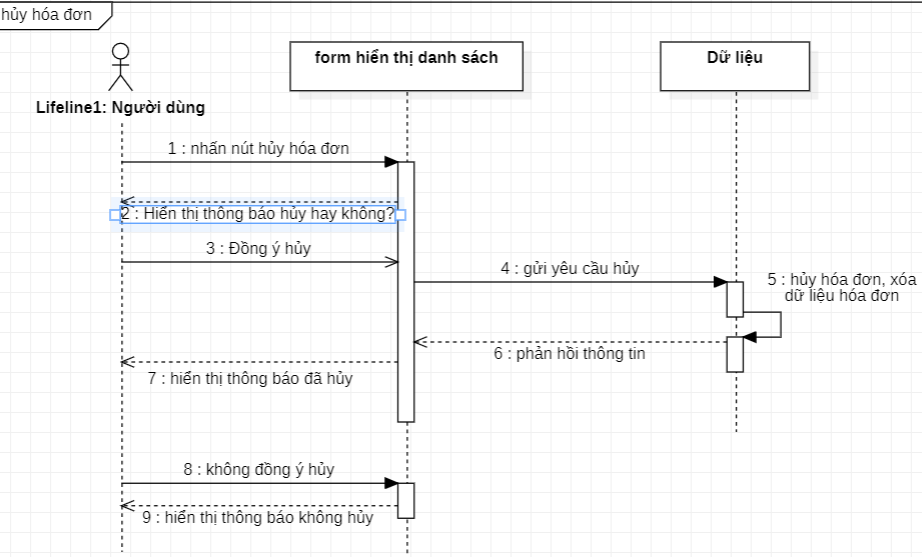 hủy hóa đơn
form hiển thị danh sách
Dữ liệu
Lifeline1: Người dùng
1 : nhấn nút hủy hóa đơn
2 : Hiển thị thông báo hủy hay không?
3 : Đồng ý hủy
4 : gửi yêu cầu hủy
5 : hủy hóa đơn, xóa
dữ liệu hóa đơn
6 : phản hồi thông tin
7 : hiển thị thông báo đã hủy
8 : không đồng ý hủy
9 : hiển thị thông báo không hủy